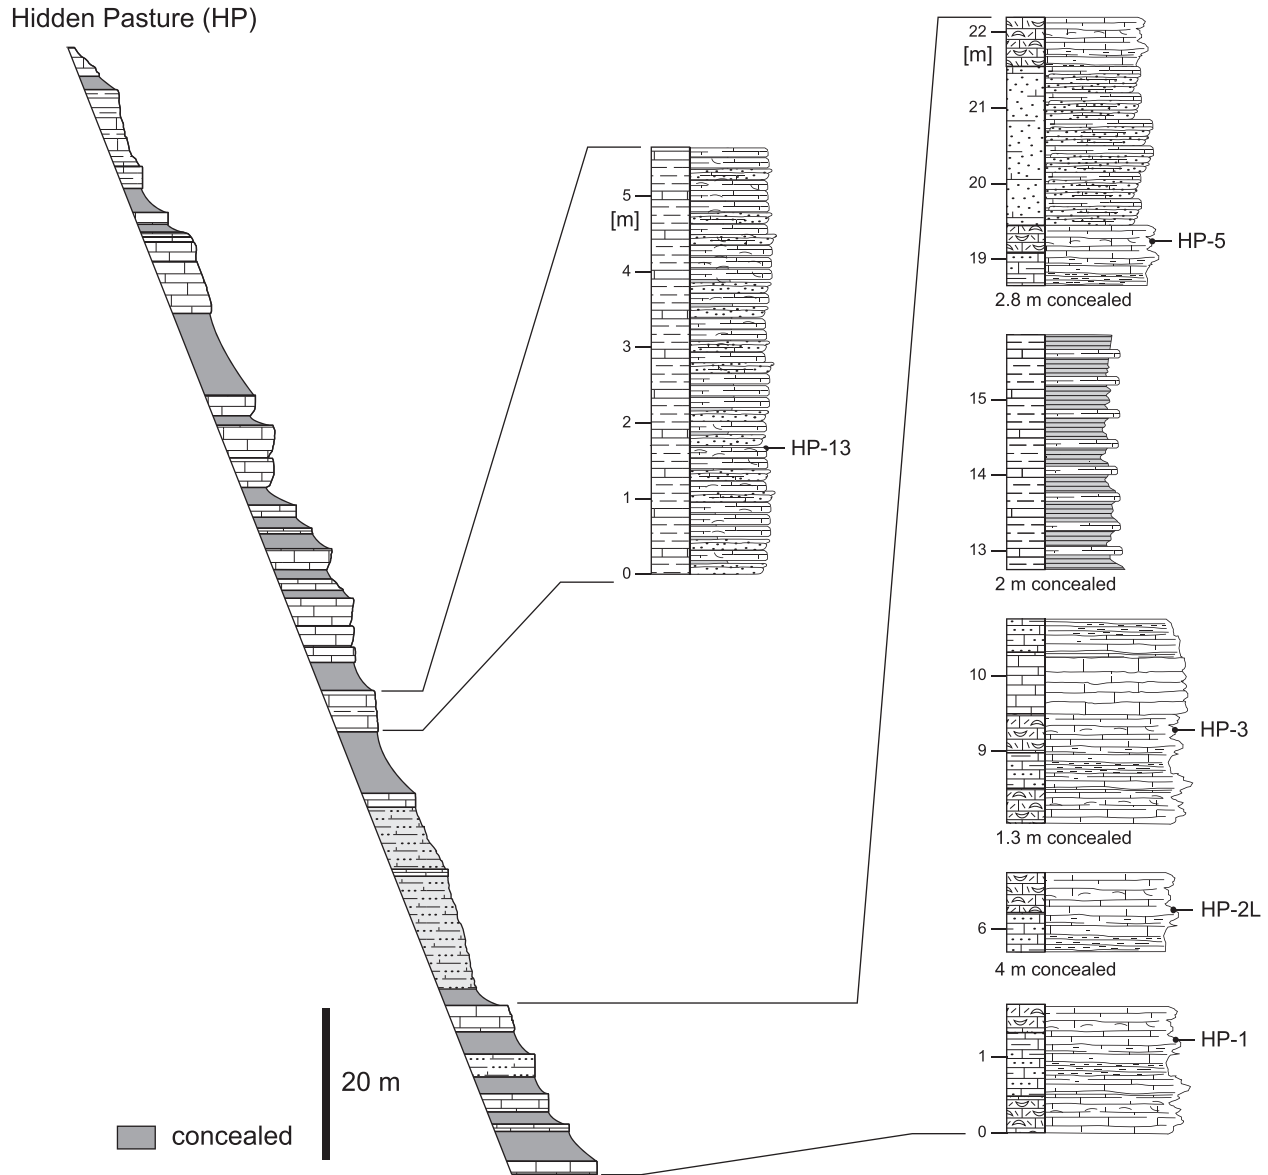 Hidden Pasture (HP)
20 m
concealed
5
[m]
4
3
2
1
0
HP-13
22
[m]
21
20
19
HP-5
2.8 m concealed
15
14
13
2 m concealed
10
9
HP-3
1.3 m concealed
6
HP-2L
4 m concealed
1
0
HP-1